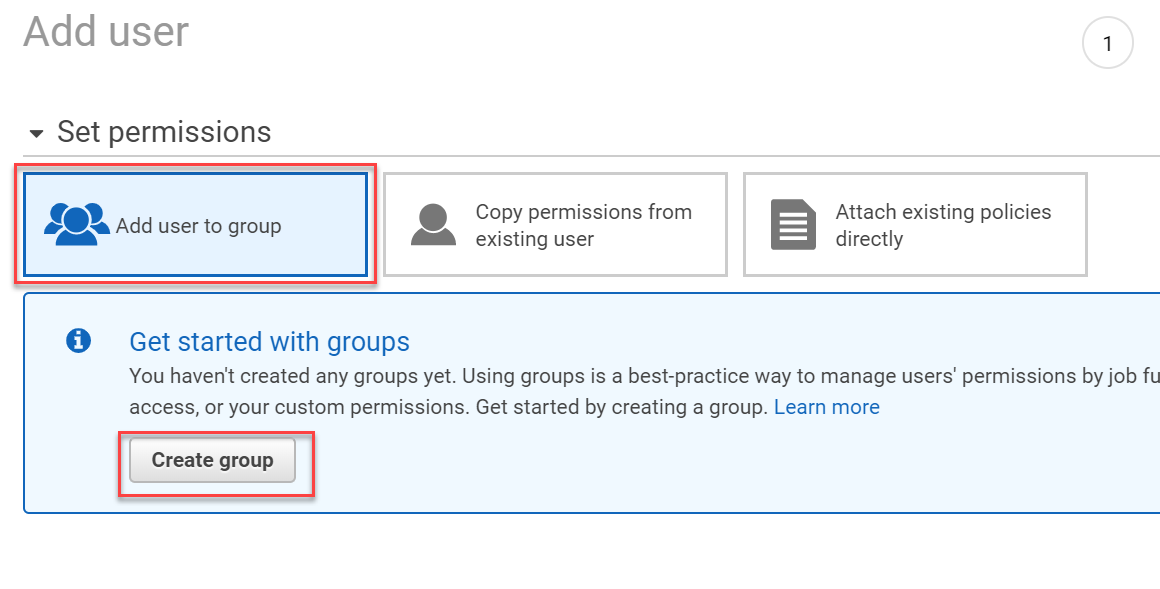 Add user
1
Set permissions
Add user to group
Copy permissions from
existing user
Attach existing policies
directly
Get started with groups
You haven't created any groups yet. Using groups is a best-practice way to manage users' permissions by job fu
access, or your custom permissions. Get started by creating a group. Learn more
Create group